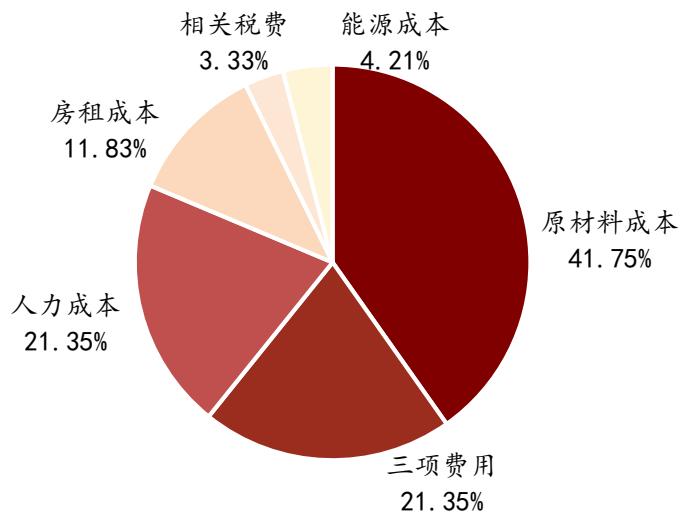 相关税费
3.33%
能源成本
4.21%
房租成本
11.83%
原材料成本
41.75%
人力成本
21.35%
三项费用
21.35%